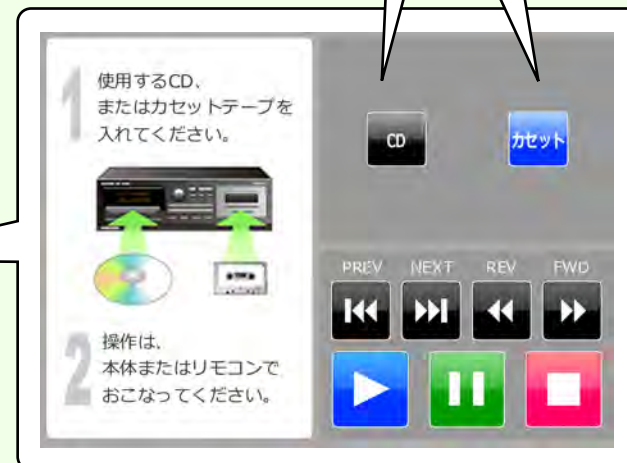 1
使用するCD、
またはカセットテープを
入れてください。
2
操作は、
本体またはリモコンで
おこなってください。
CD
カセット
PREV NEXT REV FWD